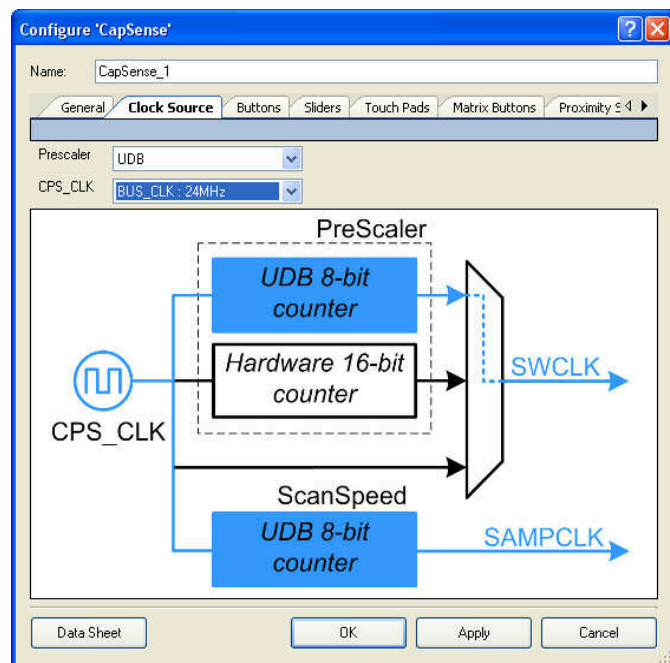 Configure 'CapSense'
Name: CapSense_1
General Clock Source Buttons Sliders Touch Pads Matrix Buttons Proximity S
Prescaler UDB
CPS_CLK BUS_CLK : 24MHz
PreScaler
UDB 8-bit
counter
Hardware 16-bit
counter
SWCLK
CPS_CLK
ScanSpeed
UDB 8-bit
counter
SAMPCLK
Data Sheet OK Apply Cancel